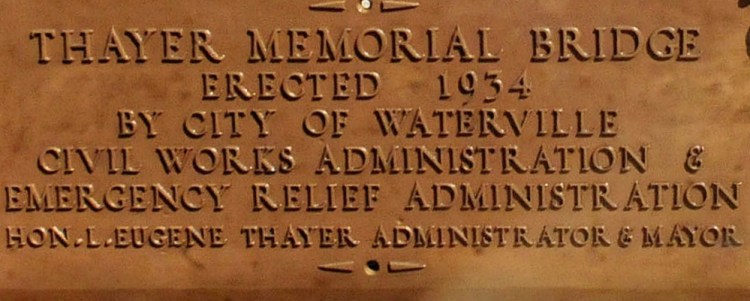 THAYER MEMORIAL BRIDGE
ERECTED 1934
BY CITY OF WATERVILLE
CIVIL WORKS ADMINISTRATION &
EMERGENCY RELIEF ADMINISTRATION
HON. L. EUGENE THAYER ADMINISTRATOR & MAYOR